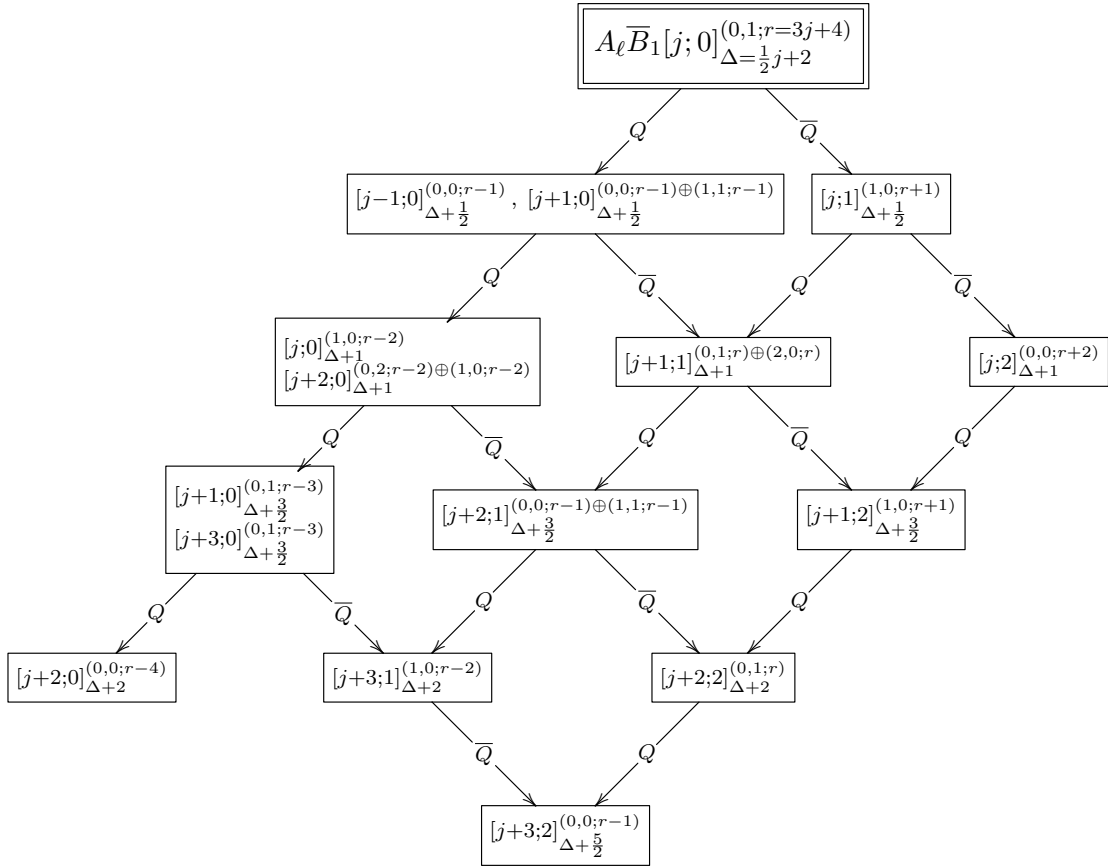 $A_\ell \overline{B}_1[j;0]^{(0,1;r=3j+4)}_{\Delta=\frac{1}{2}j+2}$
$Q$ $\overline{Q}$
$[j-1;0]^{(0,0;r-1)}_{\Delta+\frac{1}{2}}$ , $[j+1;0]^{(0,0;r-1)\oplus(1,1;r-1)}_{\Delta+\frac{1}{2}}$ $[j;1]^{(1,0;r+1)}_{\Delta+\frac{1}{2}}$
$Q$ $\overline{Q}$ $Q$ $\overline{Q}$
$[j;0]^{(1,0;r-2)}_{\Delta+1}$
$[j+2;0]^{(0,2;r-2)\oplus(1,0;r-2)}_{\Delta+1}$
$[j+1;1]^{(0,1;r)\oplus(2,0;r)}_{\Delta+1}$ $[j;2]^{(0,0;r+2)}_{\Delta+1}$
$Q$ $\overline{Q}$ $Q$ $\overline{Q}$ $Q$
$[j+1;0]^{(0,1;r-3)}_{\Delta+\frac{3}{2}}$
$[j+3;0]^{(0,1;r-3)}_{\Delta+\frac{3}{2}}$
$[j+2;1]^{(0,0;r-1)\oplus(1,1;r-1)}_{\Delta+\frac{3}{2}}$ $[j+1;2]^{(1,0;r+1)}_{\Delta+\frac{3}{2}}$
$Q$ $\overline{Q}$ $Q$ $\overline{Q}$ $Q$
$[j+2;0]^{(0,0;r-4)}_{\Delta+2}$ $[j+3;1]^{(1,0;r-2)}_{\Delta+2}$ $[j+2;2]^{(0,1;r)}_{\Delta+2}$
$\overline{Q}$ $Q$
$[j+3;2]^{(0,0;r-1)}_{\Delta+\frac{5}{2}}$